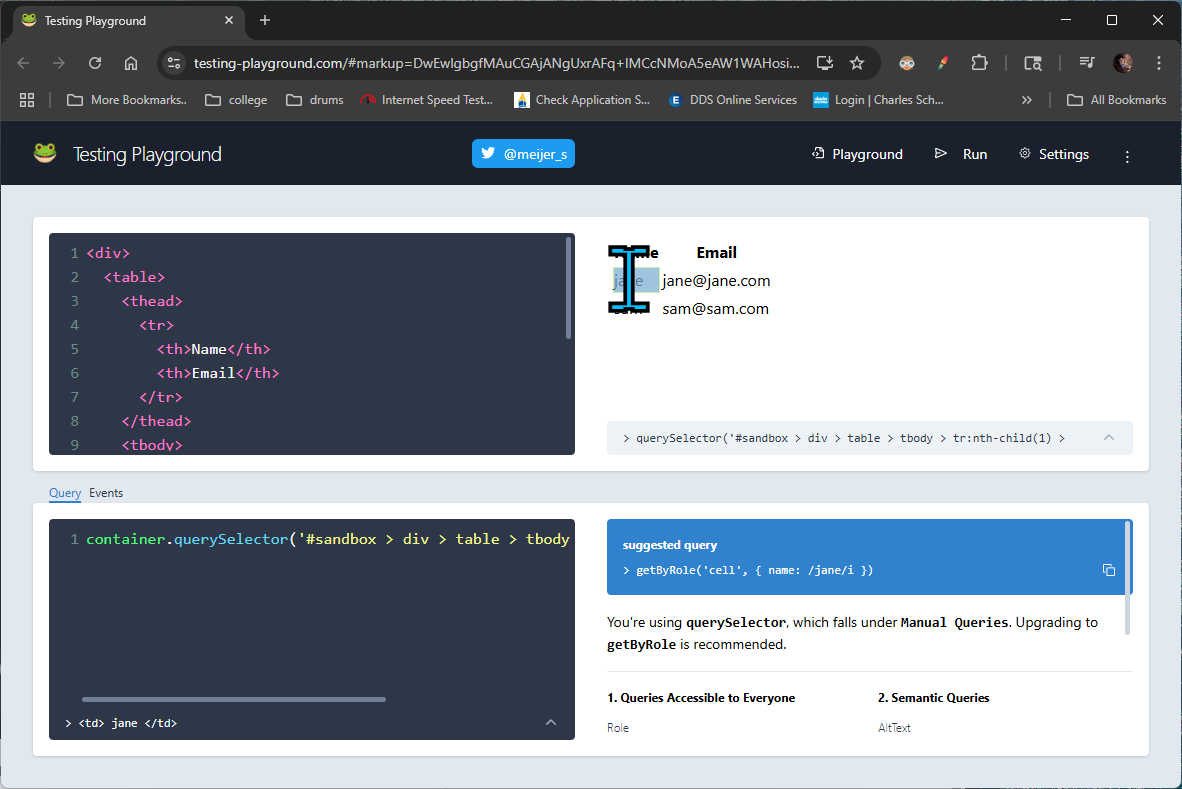 Testing Playground
testing-playground.com/#markup=DwEwlgbgfMAuCGAjANgUxrAFq+IMCcNMoA5eAW1WAHosi...
More Bookmarks..
college
drums
Internet Speed Test...
Check Application S...
DDS Online Services
Login | Charles Sch...
All Bookmarks
Testing Playground
@meijer_s
Playground
Run
Settings
1 <div>
2 <table>
3 <thead>
4 <tr>
5 <th>Name</th>
6 <th>Email</th>
7 </tr>
8 </thead>
9 <tbody>
Email
jane jane@jane.com
sam@sam.com
> querySelector('#sandbox > div > table > tbody > tr:nth-child(1) >
Query Events
1 container.querySelector('#sandbox > div > table > tbody
> <td> jane </td>
suggested query
> getByRole('cell', { name: /jane/i })
You're using querySelector, which falls under Manual Queries. Upgrading to
getByRole is recommended.
1. Queries Accessible to Everyone
Role
2. Semantic Queries
AltText